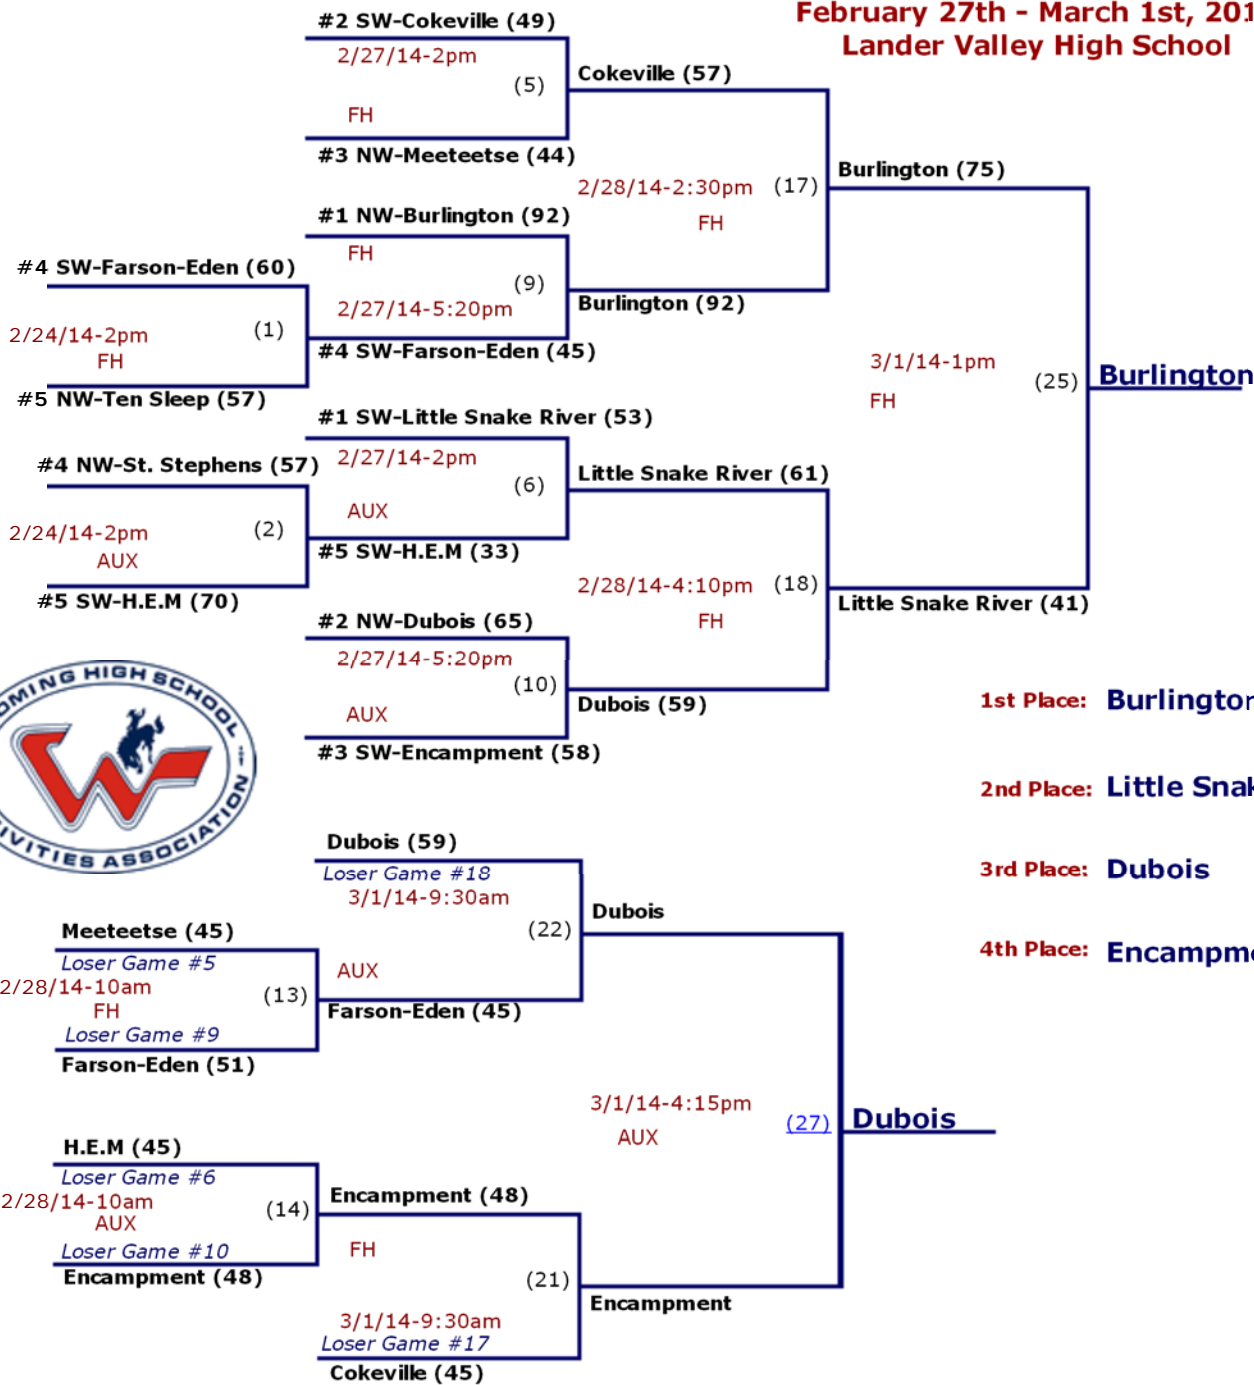 #2 SW-Cokeville (49)
February 27th - March 1st, 201
Lander Valley High School
2/27/14-2pm
(5)
FH
#3 NW-Meeteetse (44)
Cokeville (57)
2/28/14-2:30pm (17)
FH
Burlington (75)
#1 NW-Burlington (92)
FH
(9)
2/27/14-5:20pm
#4 SW-Farson-Eden (45)
Burlington (92)
#4 SW-Farson-Eden (60)
2/24/14-2pm
(1)
FH
#5 NW-Ten Sleep (57)
3/1/14-1pm
(25)
FH
Burlington
#1 SW-Little Snake River (53)
2/27/14-2pm
(6)
AUX
#5 SW-H.E.M (33)
Little Snake River (61)
#4 NW-St. Stephens (57)
2/24/14-2pm
(2)
AUX
#5 SW-H.E.M (70)
2/28/14-4:10pm (18)
FH
Little Snake River (41)
#2 NW-Dubois (65)
2/27/14-5:20pm
(10)
AUX
#3 SW-Encampment (58)
Dubois (59)
OMING HIGH SCHOOL
IVITIES ASSOCIATION
1st Place: Burlington
2nd Place: Little Snak
3rd Place: Dubois
4th Place: Encampme
Dubois (59)
Loser Game #18
3/1/14-9:30am
(22)
AUX
Farson-Eden (45)
Dubois
Meeteetse (45)
Loser Game #5
2/28/14-10am
(13)
FH
Loser Game #9
Farson-Eden (51)
3/1/14-4:15pm
(27)
AUX
Dubois
H.E.M (45)
Loser Game #6
2/28/14-10am
(14)
AUX
Loser Game #10
Encampment (48)
Encampment (48)
FH
(21)
3/1/14-9:30am
Loser Game #17
Cokeville (45)
Encampment